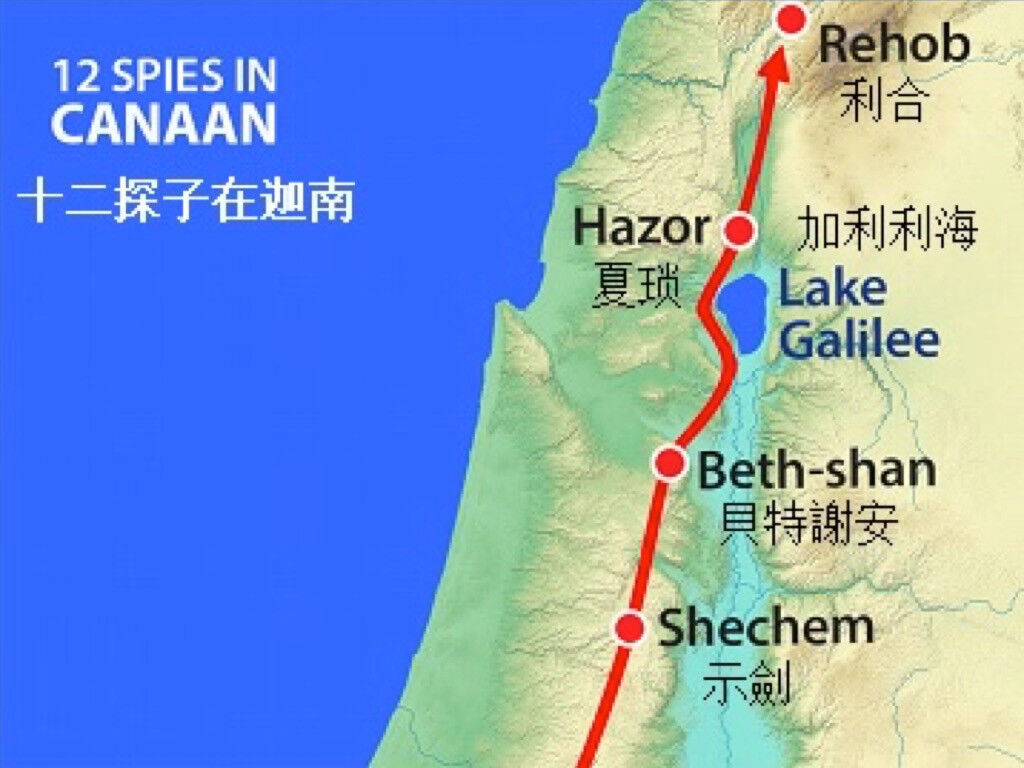 12 SPIES IN
CANAAN
十二探子在迦南
Rehob
利合
Hazor
夏琐
加利利海
Lake
Galilee
Beth-shan
貝特謝安
Shechem
示劍